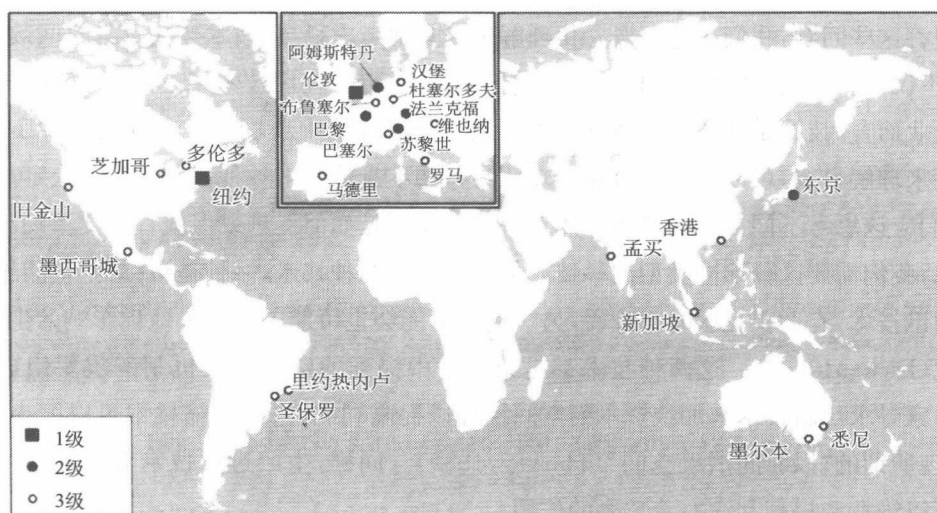 阿姆斯特丹
汉堡
伦敦
杜塞尔多夫
布鲁塞尔
法兰克福
巴黎
维也纳
巴塞尔
苏黎世
罗马
马德里
芝加哥
多伦多
旧金山
纽约
东京
香港
孟买
墨西哥城
新加坡
里约热内卢
圣保罗
墨尔本
悉尼
1级
2级
3级